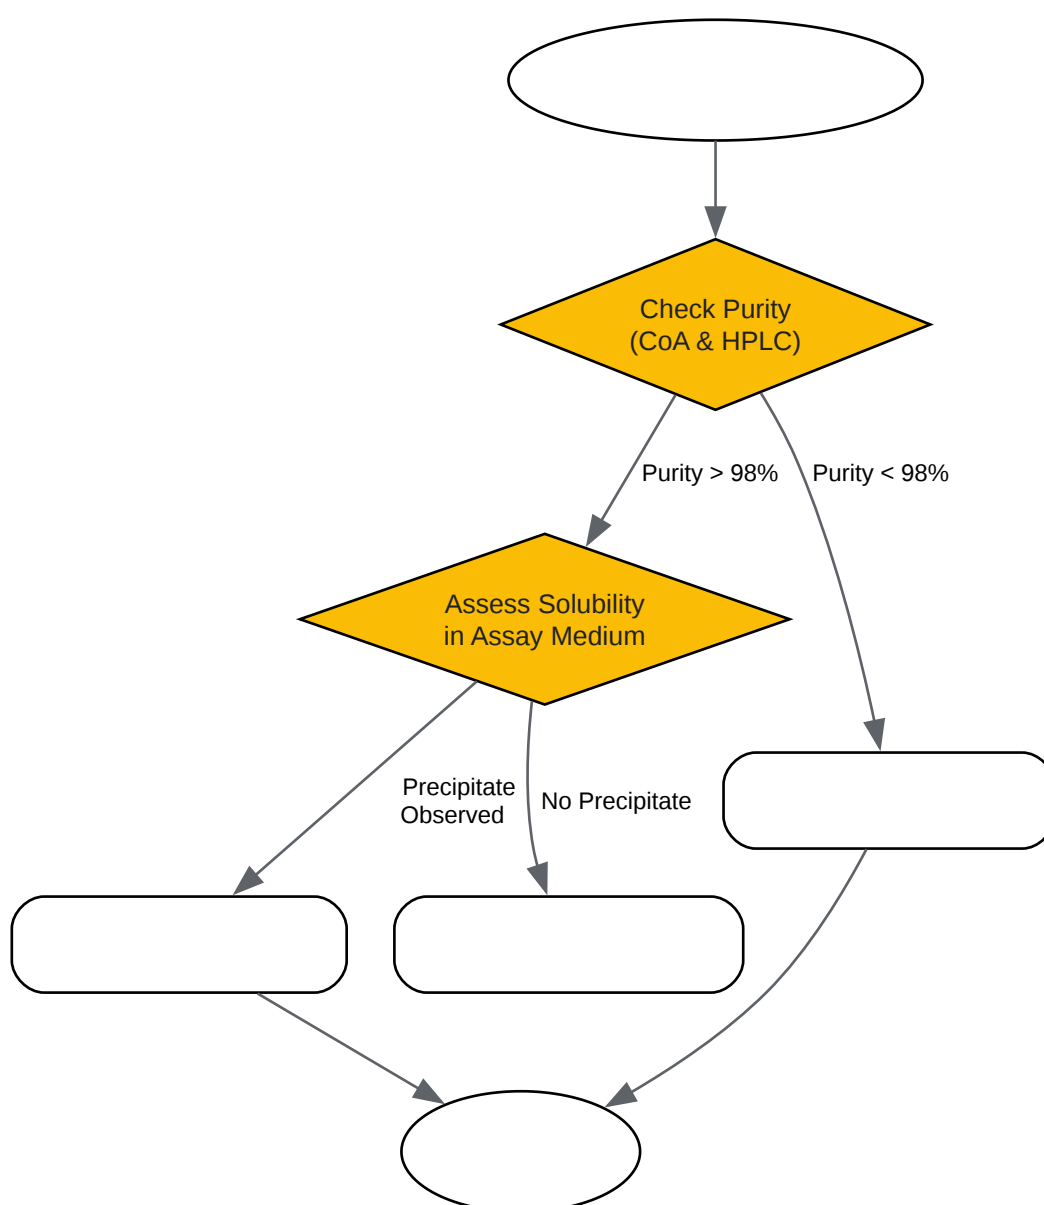 Check Purity
(CoA & HPLC)
Purity > 98%
Purity < 98%
Assess Solubility
in Assay Medium
Precipitate
Observed
No Precipitate